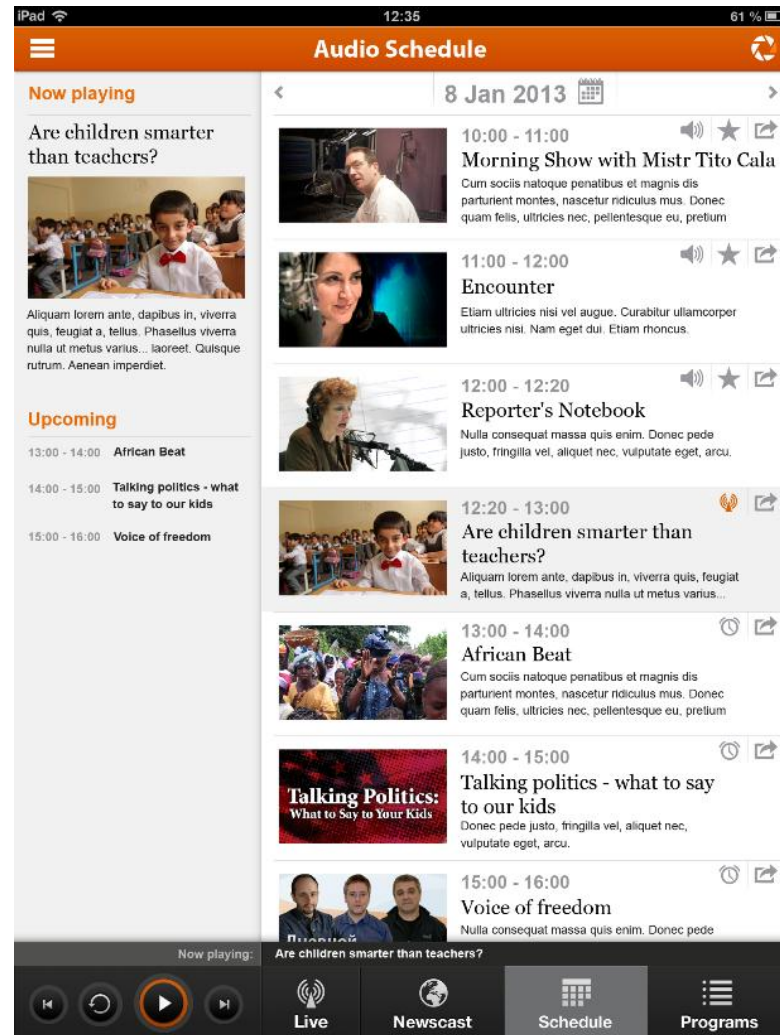 iPad 12:35 61 %
Audio Schedule
Now playing
Are children smarter
than teachers?
Aliquam lorem ante, dapibus in, viverra
quis, feugiat a, tellus. Phasellus viverra
nulla ut metus varius... laoreet. Quisque
rutrum. Aenean imperdiet.
Upcoming
13:00 - 14:00 African Beat
14:00 - 15:00 Talking politics - what
to say to our kids
15:00 - 16:00 Voice of freedom
8 Jan 2013
10:00 - 11:00
Morning Show with Mistr Tito Cala
Cum sociis natoque penatibus et magnis dis
parturient montes, nascetur ridiculus mus. Donec
quam felis, ultricies nec, pellentesque eu, pretium
11:00 - 12:00
Encounter
Etiam ultricies nisi vel augue. Curabitur ullamcorper
ultricies nisi. Nam eget dui. Etiam rhoncus.
12:00 - 12:20
Reporter's Notebook
Nulla consequat massa quis enim. Donec pede
justo, fringilla vel, aliquet nec, vulputate eget, arcu.
12:20 - 13:00
Are children smarter than
teachers?
Aliquam lorem ante, dapibus in, viverra quis, feugiat
a, tellus. Phasellus viverra nulla ut metus varius...
13:00 - 14:00
African Beat
Cum sociis natoque penatibus et magnis dis
parturient montes, nascetur ridiculus mus. Donec
quam felis, ultricies nec, pellentesque eu, pretium
Talking Politics:
What to Say to Your Kids
14:00 - 15:00
Talking politics - what to say
to our kids
Donec pede justo, fringilla vel, aliquet nec,
vulputate eget, arcu.
Дневной
15:00 - 16:00
Voice of freedom
Nulla consequat massa quis enim. Donec pede
Now playing: Are children smarter than teachers?
Live Newscast Schedule Programs